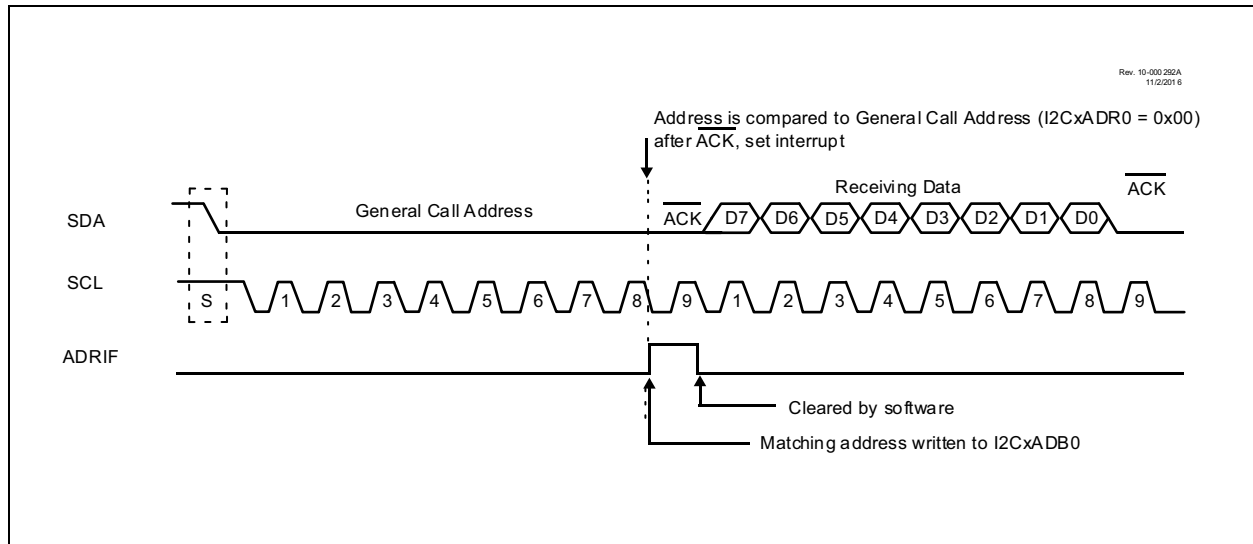 Rev. 10-000 292A
11/2/2016
Address is compared to General Call Address (I2CxADR0 = 0x00)
after ACK, set interrupt
Receiving Data
ACK
SDA
General Call Address
ACK
D7 D6 D5 D4 D3 D2 D1 D0
SCL
S
1 2 3 4 5 6 7 8 9 1 2 3 4 5 6 7 8 9
ADRIF
Cleared by software
Matching address written to I2CxADB0